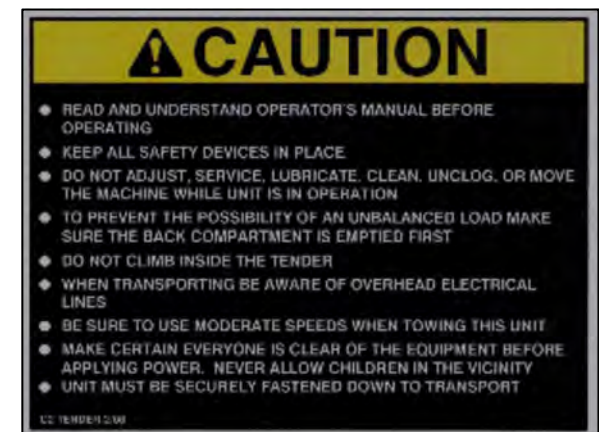 CAUTION
READ AND UNDERSTAND OPERATOR'S MANUAL BEFORE
OPERATING
KEEP ALL SAFETY DEVICES IN PLACE
DO NOT ADJUST, SERVICE, LUBRICATE, CLEAN, UNCLOG, OR MOVE
THE MACHINE WHILE UNIT IS IN OPERATION
TO PREVENT THE POSSIBILITY OF AN UNBALANCED LOAD MAKE
SURE THE BACK COMPARTMENT IS EMPTIED FIRST
DO NOT CLIMB INSIDE THE TENDER
WHEN TRANSPORTING BE AWARE OF OVERHEAD ELECTRICAL
LINES
BE SURE TO USE MODERATE SPEEDS WHEN TOWING THIS UNIT
MAKE CERTAIN EVERYONE IS CLEAR OF THE EQUIPMENT BEFORE
APPLYING POWER. NEVER ALLOW CHILDREN IN THE VICINITY
UNIT MUST BE SECURELY FASTENED DOWN TO TRANSPORT
TENDER